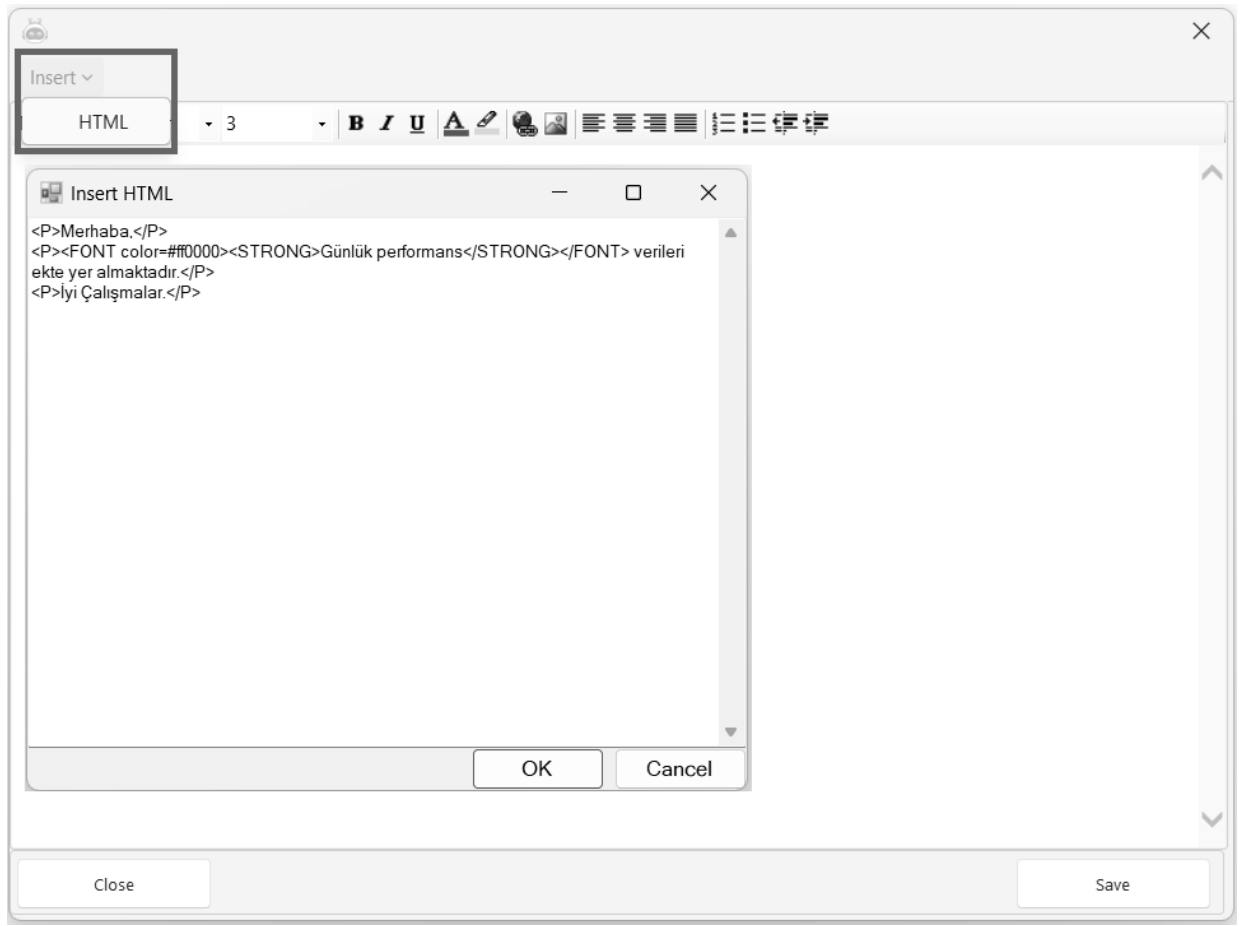 Insert
HTML
3
B I U A
Insert HTML
<P>Merhaba,</P>
<P><FONT color=#ff0000><STRONG>Günlük performans</STRONG></FONT> verileri
ekte yer almaktadır.</P>
<P>İyi Çalışmalar.</P>
OK Cancel
Close Save